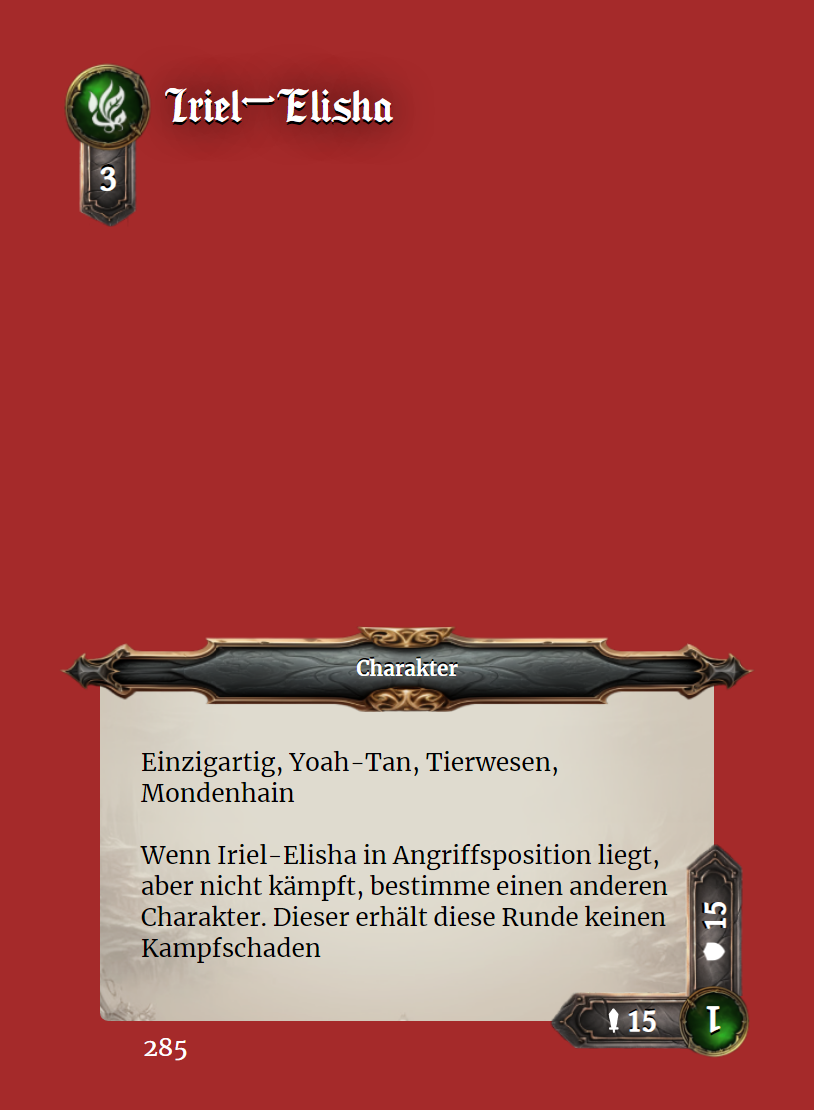 Iriel-Elisha
3
Charakter
Einzigartig, Yoah-Tan, Tierwesen,
Mondenhain
Wenn Iriel-Elisha in Angriffsposition liegt,
aber nicht kämpft, bestimme einen anderen
Charakter. Dieser erhält diese Runde keinen
Kampfschaden
15
15
1
285